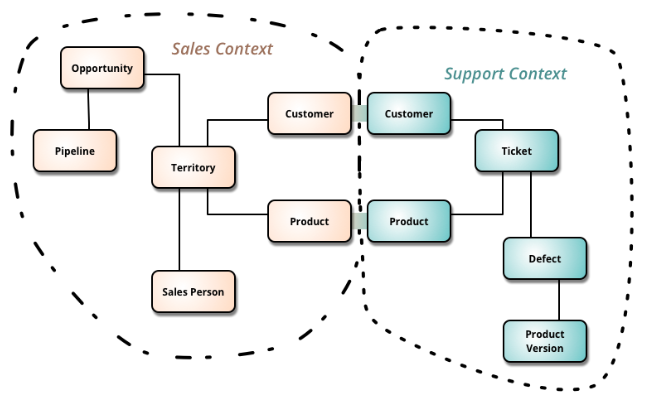 Sales Context
Support Context
Opportunity
Pipeline
Territory
Customer
Product
Sales Person
Customer
Product
Ticket
Defect
Product
Version